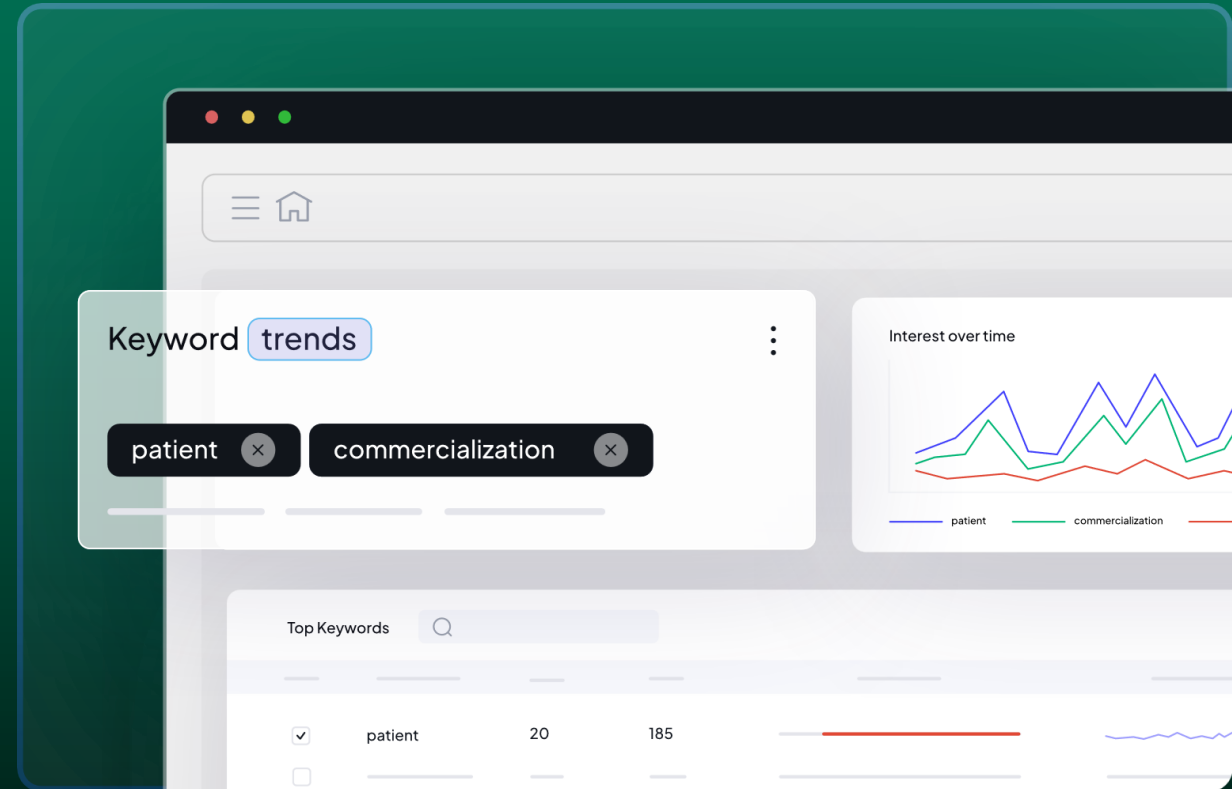 Keyword trends
Interest over time
patient commercialization
patient commercialization
Top Keywords
patient 20 185